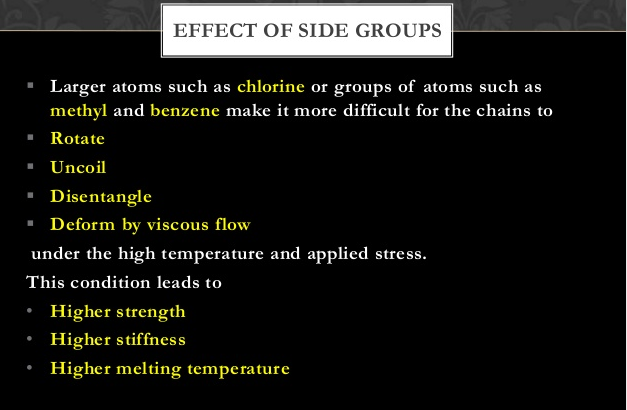 EFFECT OF SIDE GROUPS
▪ Larger atoms such as chlorine or groups of atoms such as
methyl and benzene make it more difficult for the chains to
▪ Rotate
▪ Uncoil
▪ Disentangle
▪ Deform by viscous flow
under the high temperature and applied stress.
This condition leads to
• Higher strength
• Higher stiffness
• Higher melting temperature